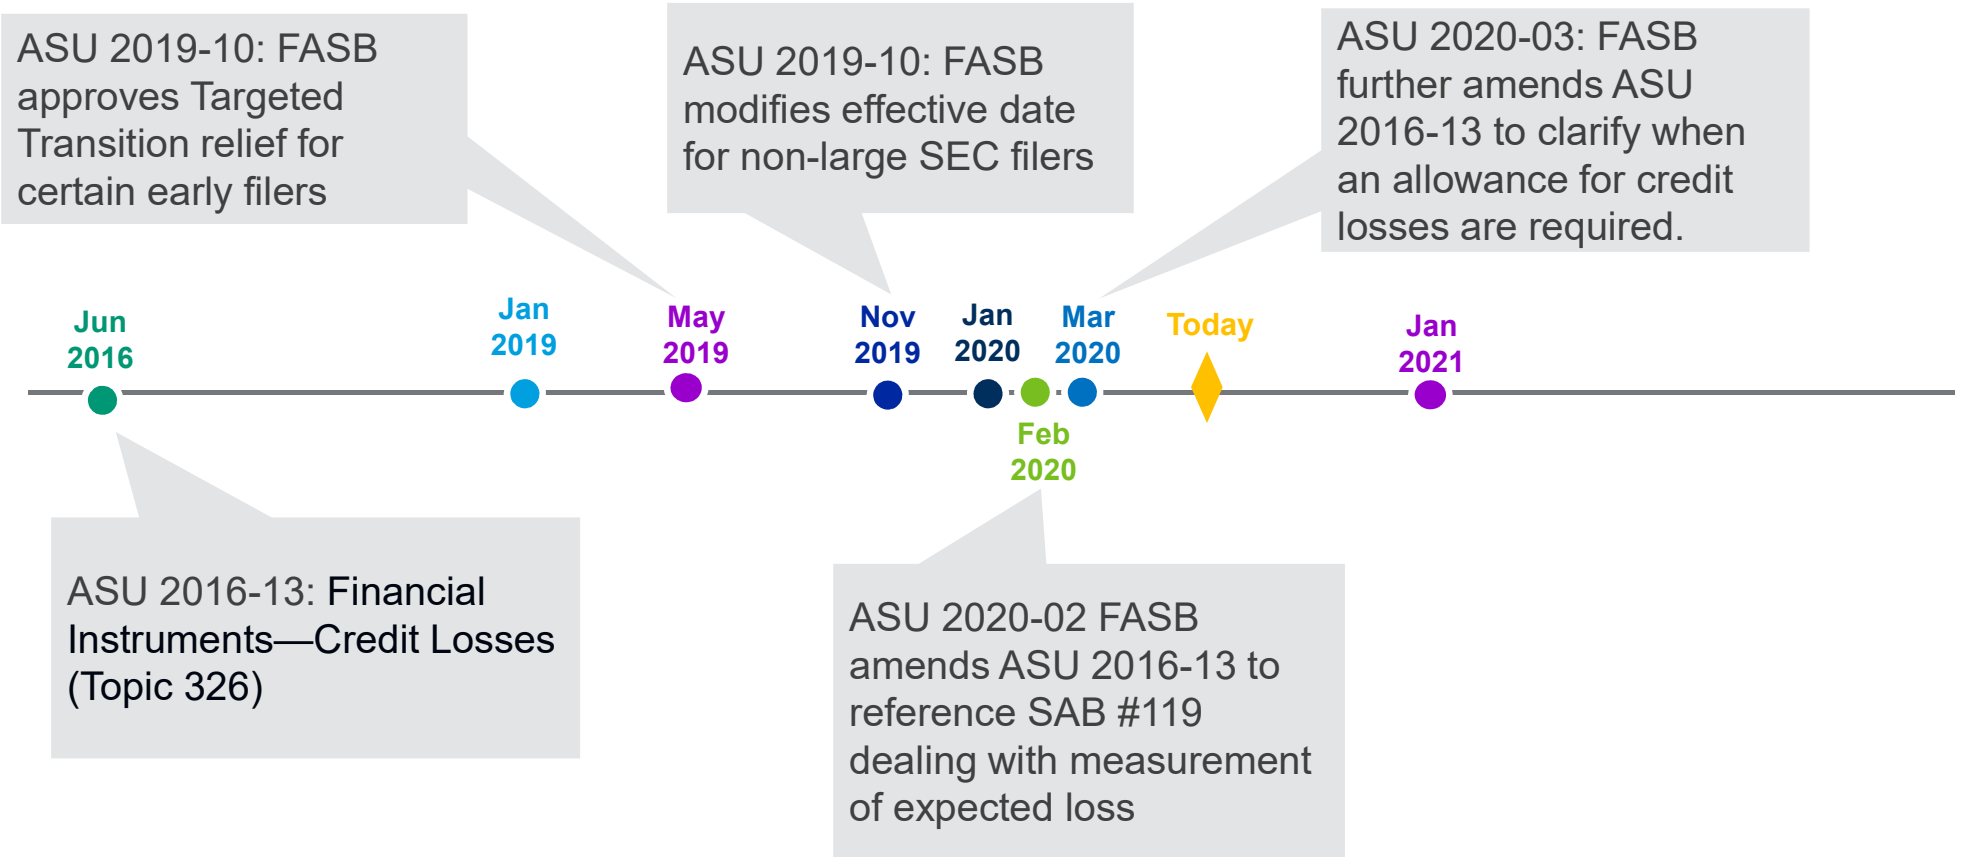 ASU 2019-10: FASB
approves Targeted
Transition relief for
certain early filers
ASU 2019-10: FASB
modifies effective date
for non-large SEC filers
ASU 2020-03: FASB
further amends ASU
2016-13 to clarify when
an allowance for credit
losses are required.
Jun
2016
Jan
2019
May
2019
Nov
2019
Jan
2020
Mar
2020
Today
Jan
2021
Feb
2020
ASU 2016-13: Financial
Instruments—Credit Losses
(Topic 326)
ASU 2020-02 FASB
amends ASU 2016-13 to
reference SAB #119
dealing with measurement
of expected loss